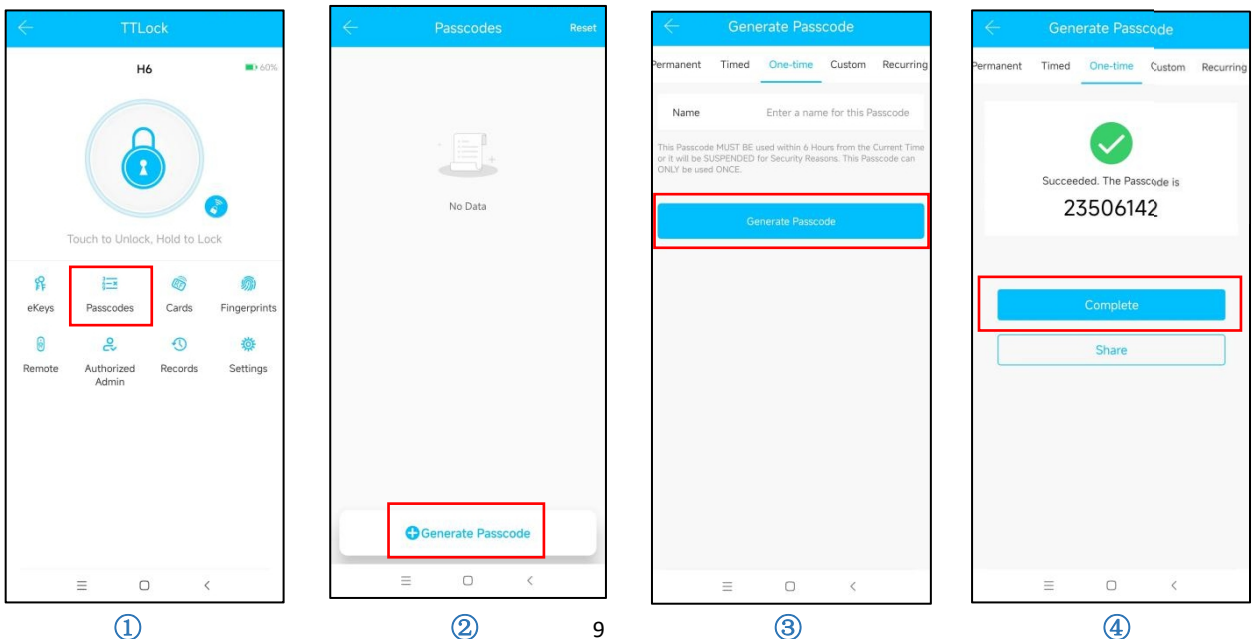 TTLock
H6
60%
Touch to Unlock, Hold to Lock
eKeys
Passcodes
Cards
Fingerprints
Remote
Authorized
Admin
Records
Settings
①
Passcodes
Reset
No Data
Generate Passcode
②
9
Generate Passcode
Permanent
Timed
One-time
Custom
Recurring
Name
Enter a name for this Passcode
This Passcode MUST BE used within 6 Hours from the Current Time
or it will be SUSPENDED for Security Reasons. This Passcode can
ONLY be used ONCE.
Generate Passcode
③
Generate Passcode
Permanent
Timed
One-time
Custom
Recurring
Succeeded. The Passcode is
23506142
Complete
Share
④